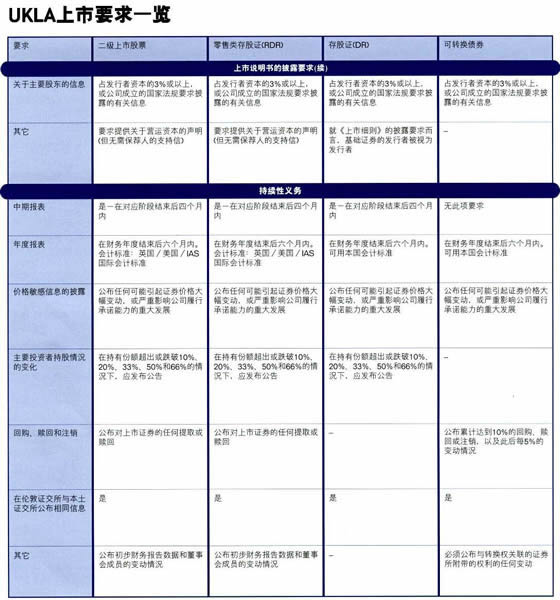 UKLA上市要求一览
要求
二级上市股票
零售类存股证(RDR)
存股证(DR)
可转换债券
上市说明书的披露要求(续)
关于主要股东的信息
占发行者资本的3%或以上，
或公司成立的国家法规要求披
露的有关信息
占发行者资本的3%或以上，
或公司成立的国家法规要求披
露的有关信息
占发行者资本的3%或以上，
或公司成立的国家法规要求披
露的有关信息
占发行者资本的3%或以上，
或公司成立的国家法规要求披
露的有关信息
其它
要求提供关于营运资本的声明
(但无需保荐人的支持信)
要求提供关于营运资本的声明
(但无需保荐人的支持信)
就《上市细则》的披露要求而
言，基础证券的发行者被视为
发行者
–
持续性义务
中期报表
是－在对应阶段结束后四个月
内
是－在对应阶段结束后四个月
内
是－在对应阶段结束后四个月
内
无此项要求
年度报表
在财务年度结束后六个月内。
会计标准：英国／美国／IAS
国际会计标准
在财务年度结束后六个月内。
会计标准：英国／美国／IAS
国际会计标准
在财务年度结束后六个月内。
可用本国会计标准
在财务年度结束后六个月内。
可用本国会计标准
价格敏感信息的披露
公布任何可能引起证券价格大
幅变动，或严重影响公司履行
承诺能力的重大发展
公布任何可能引起证券价格大
幅变动，或严重影响公司履行
承诺能力的重大发展
公布任何可能引起证券价格大
幅变动，或严重影响公司履行
承诺能力的重大发展
公布任何可能引起证券价格大
幅变动，或严重影响公司履行
承诺能力的重大发展
主要投资者持股情况
的变化
在持有份额超出或跌破10%、
20%、33%、50%和66%的情
况下，应发布公告
在持有份额超出或跌破10%、
20%、33%、50%和66%的情
况下，应发布公告
在持有份额超出或跌破10%、
20%、33%、50%和66%的情
况下，应发布公告
–
回购、赎回和注销
公布对上市证券的任何提取或
赎回
公布对上市证券的任何提取或
赎回
–
公布累计达到10%的回购、赎
回或注销，以及此后每5%的
变动情况
在伦敦证交所与本土
证交所公布相同信息
是
是
是
是
其它
公布初步财务报告数据和董事
会成员的变动情况
公布初步财务报告数据和董事
会成员的变动情况
–
必须公布与转换权关联的证券
所附带的权利的任何变动